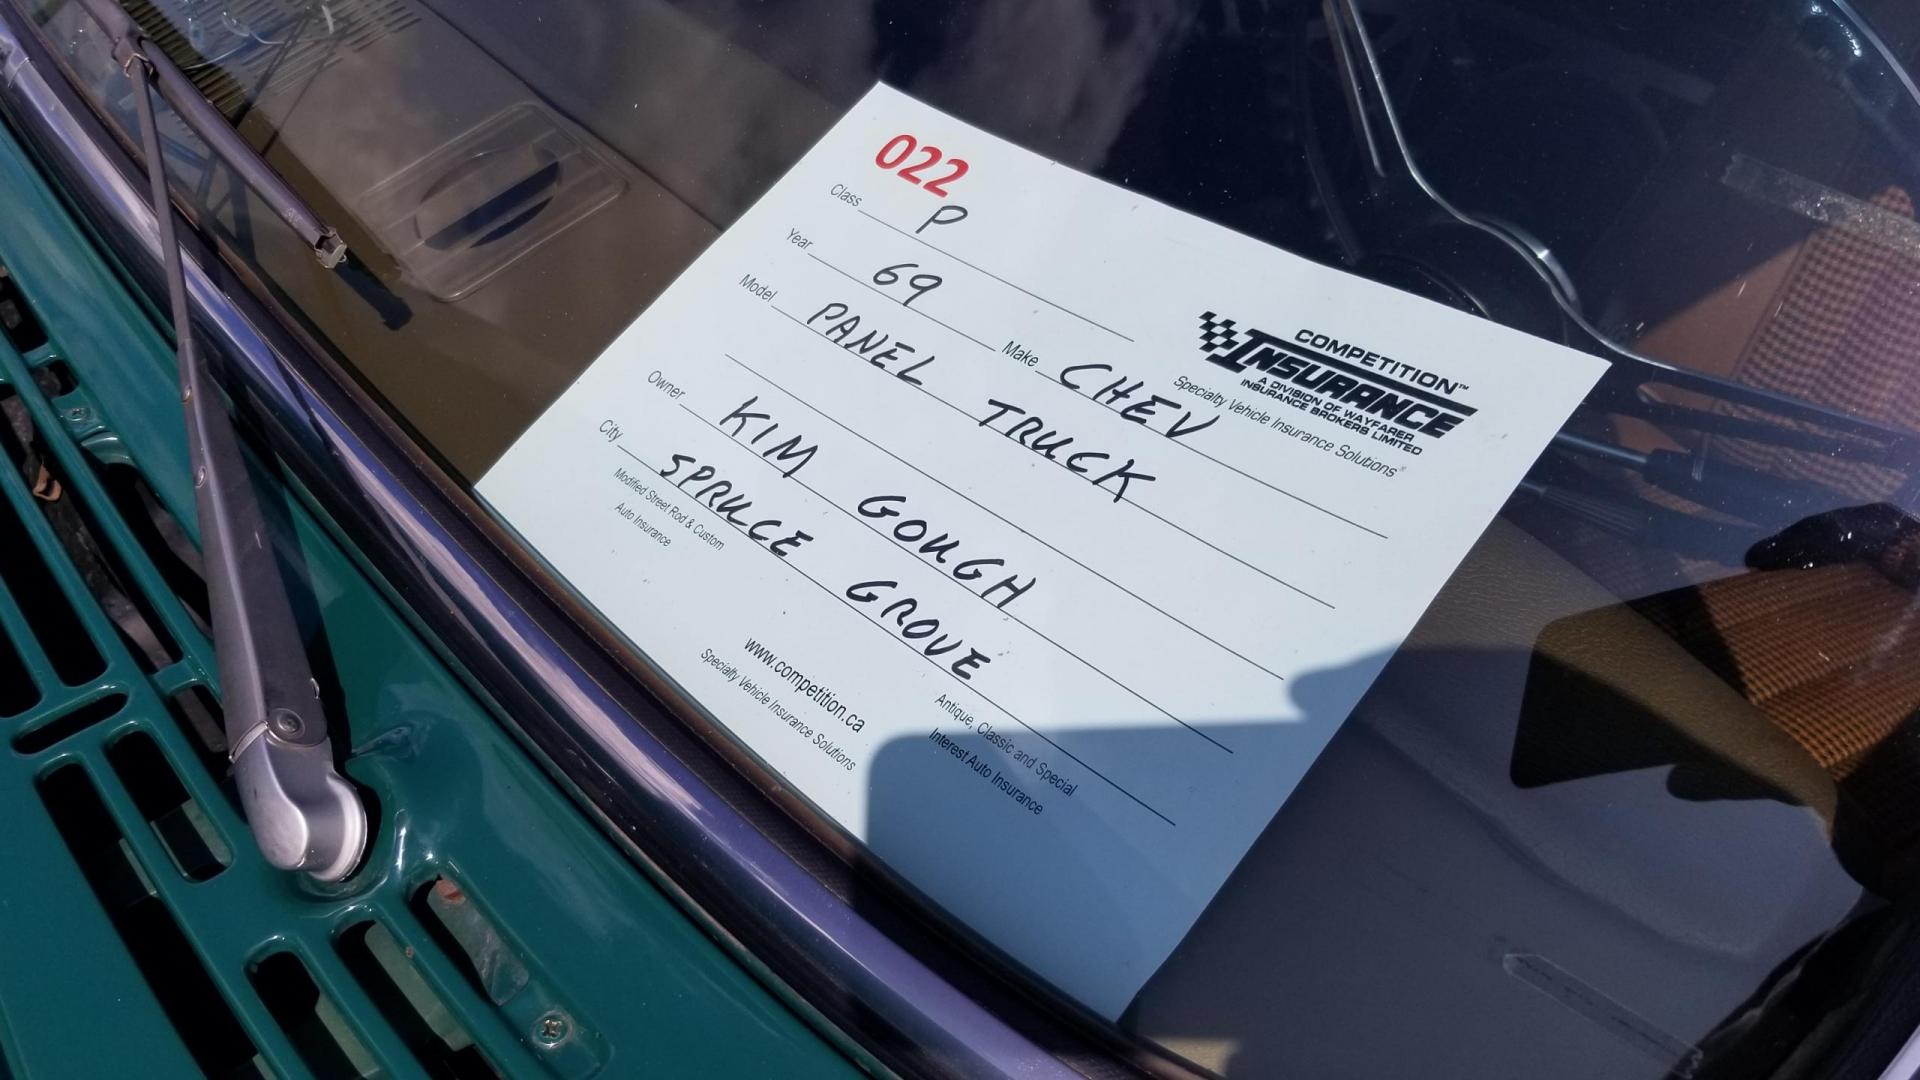 022
Class P
Year 69 Make CHEV
Model PANEL TRUCK
Owner KIM GOUGH
City SPRUCE GROVE
COMPETITION™
INSURANCE
A DIVISION OF WAYFARER
INSURANCE BROKERS LIMITED
Specialty Vehicle Insurance Solutions®
Modified Street Rod & Custom
Auto Insurance
www.competition.ca
Specialty Vehicle Insurance Solutions
Antique, Classic and Special
Interest Auto Insurance